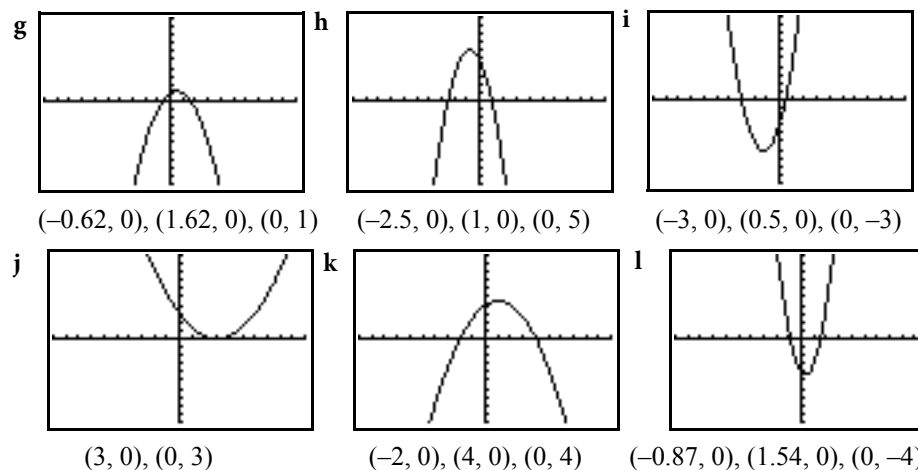 g h i
(–0.62, 0), (1.62, 0), (0, 1) (–2.5, 0), (1, 0), (0, 5) (–3, 0), (0.5, 0), (0, –3)
j k l
(3, 0), (0, 3) (–2, 0), (4, 0), (0, 4) (–0.87, 0), (1.54, 0), (0, –4)